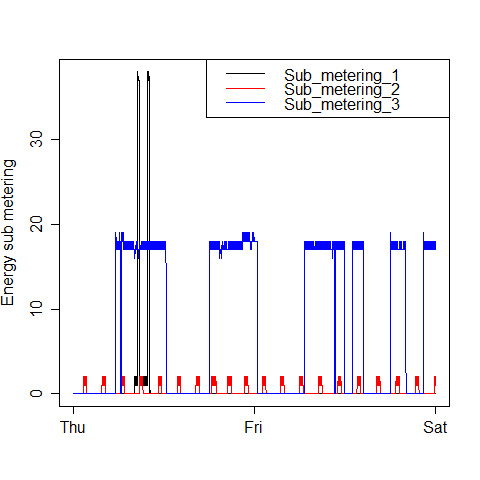 Sub_metering_1
Sub_metering_2
Sub_metering_3
Energy sub metering
30
20
10
0
Thu Fri Sat